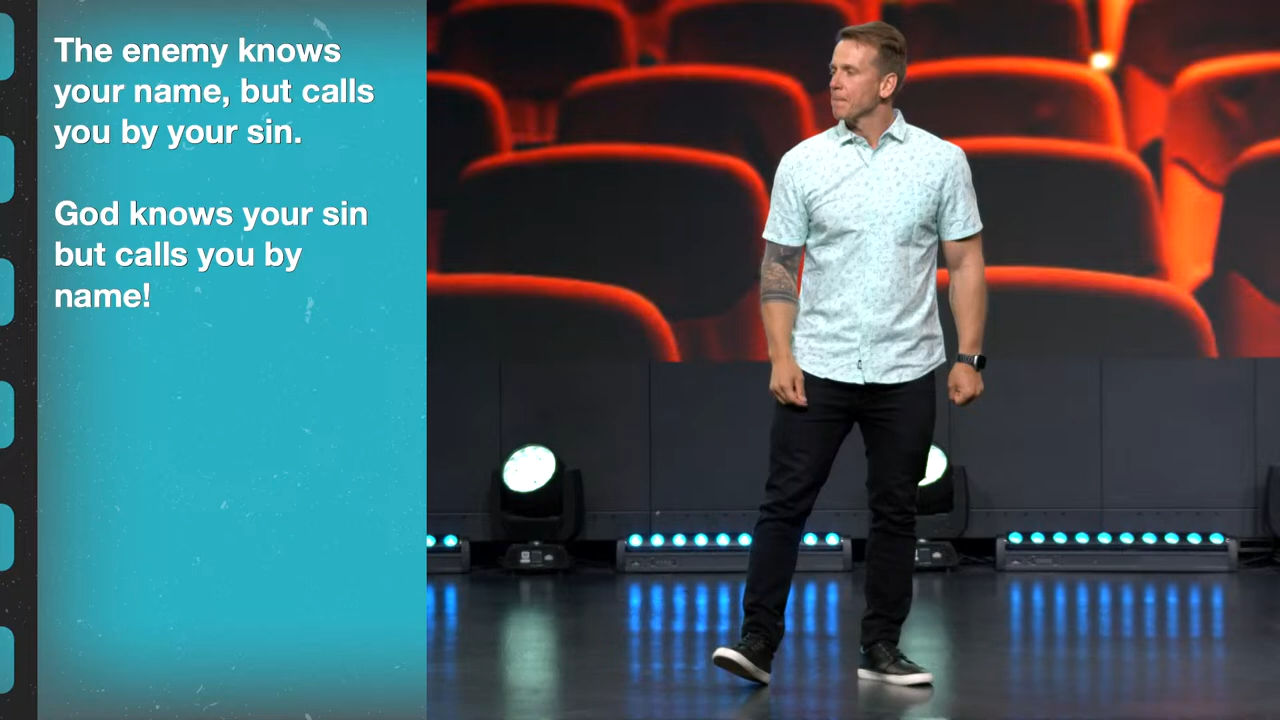 The enemy knows
your name, but calls
you by your sin.
God knows your sin
but calls you by
name!